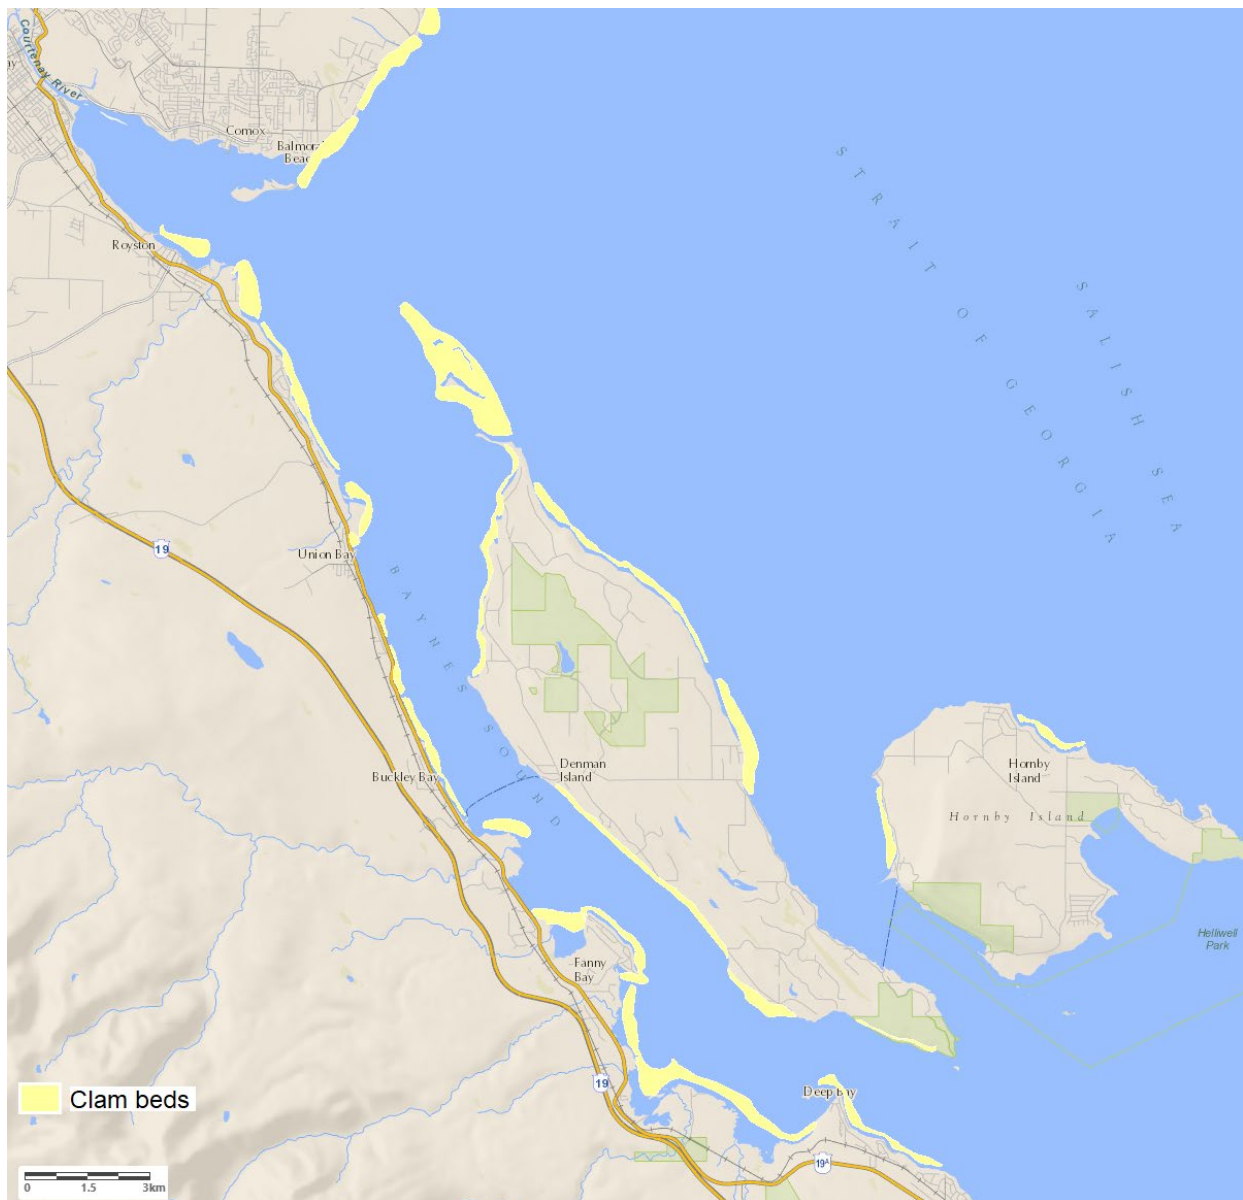 Courtenay River
ay
Comox
Balmoral
Beach
STRAIT OF GEORGIA
SALISH SEA
Royston
19
Union Bay
BAYNES SOUND
Denman
Island
Buckley Bay
Hornby
Island
Hornby Island
Helliwell
Park
Fanny
Bay
19
Deep Bay
19A
Clam beds
0 1.5 3km